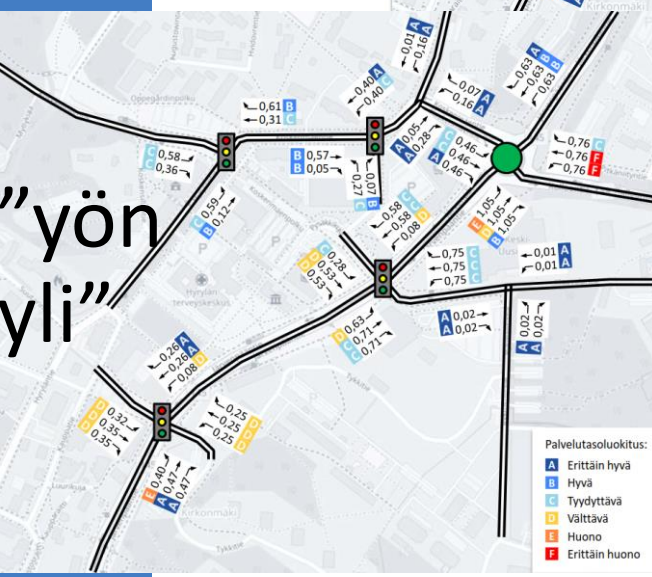 Kirkonmäki
0,01 A
0,16 A
0,40 A
0,40 C
0,63 A
0,63 B
0,63 B
Oppegårdinpolku
0,61 B
0,31 C
0,07 A
0,16 A
A 0,05
A 0,28
C 0,46
C 0,46
A 0,46
0,76 C
0,76 F
0,76 F
C 0,58
C 0,36
B 0,57
B 0,05
0,07 B
0,27 C
”yön
yli”
C 0,59
B 0,12
0,58 C
0,58 C
0,08 D
E 1,05
D 1,05
B 1,05
Keski
Uusi
C 0,28
D 0,53
D 0,53
0,75 C
0,75 C
0,75 C
0,01 A
0,01 A
Hyrylän
terveyskeskus
D 0,63
C 0,71
C 0,71
A 0,02
A 0,02
A 0,02
A 0,02
0,26 A
0,26 A
0,08 D
Tykkitie
D 0,32
D 0,35
D 0,35
0,25 D
0,25 D
0,25 D
E 0,40
A 0,47
A 0,47
Kirkonmäki
Tykkitie
Palvelutasoluokitus:
A Erittäin hyvä
B Hyvä
C Tyydyttävä
D Välttävä
E Huono
F Erittäin huono